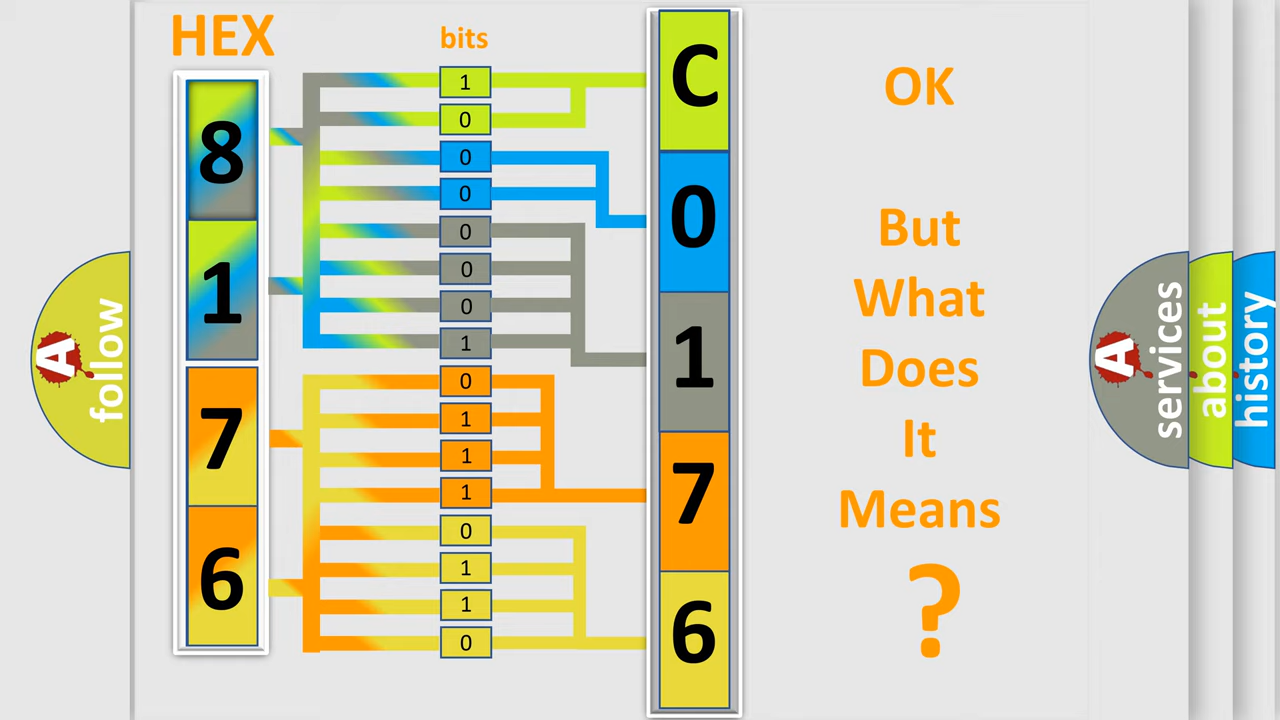 HEX
bits
8
1
7
6
1
0
0
0
0
0
0
1
0
1
1
1
0
1
1
0
C
0
1
7
6
OK
But
What
Does
It
Means
?
A
follow
A
services
about
history